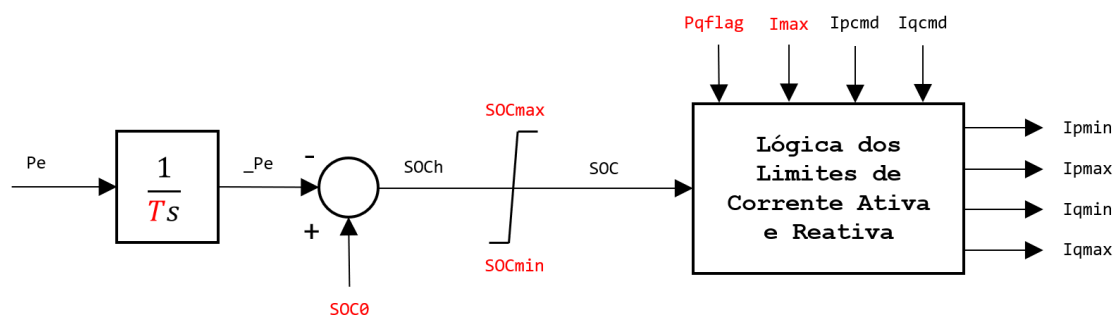 Pqflag
Imax
Ipcmd
Iqcmd
SOCmax
Pe
1
Ts
_Pe
-
+
SOCh
SOC
SOCmin
SOC0
Lógica dos
Limites de
Corrente Ativa
e Reativa
Ipmin
Ipmax
Iqmin
Iqmax